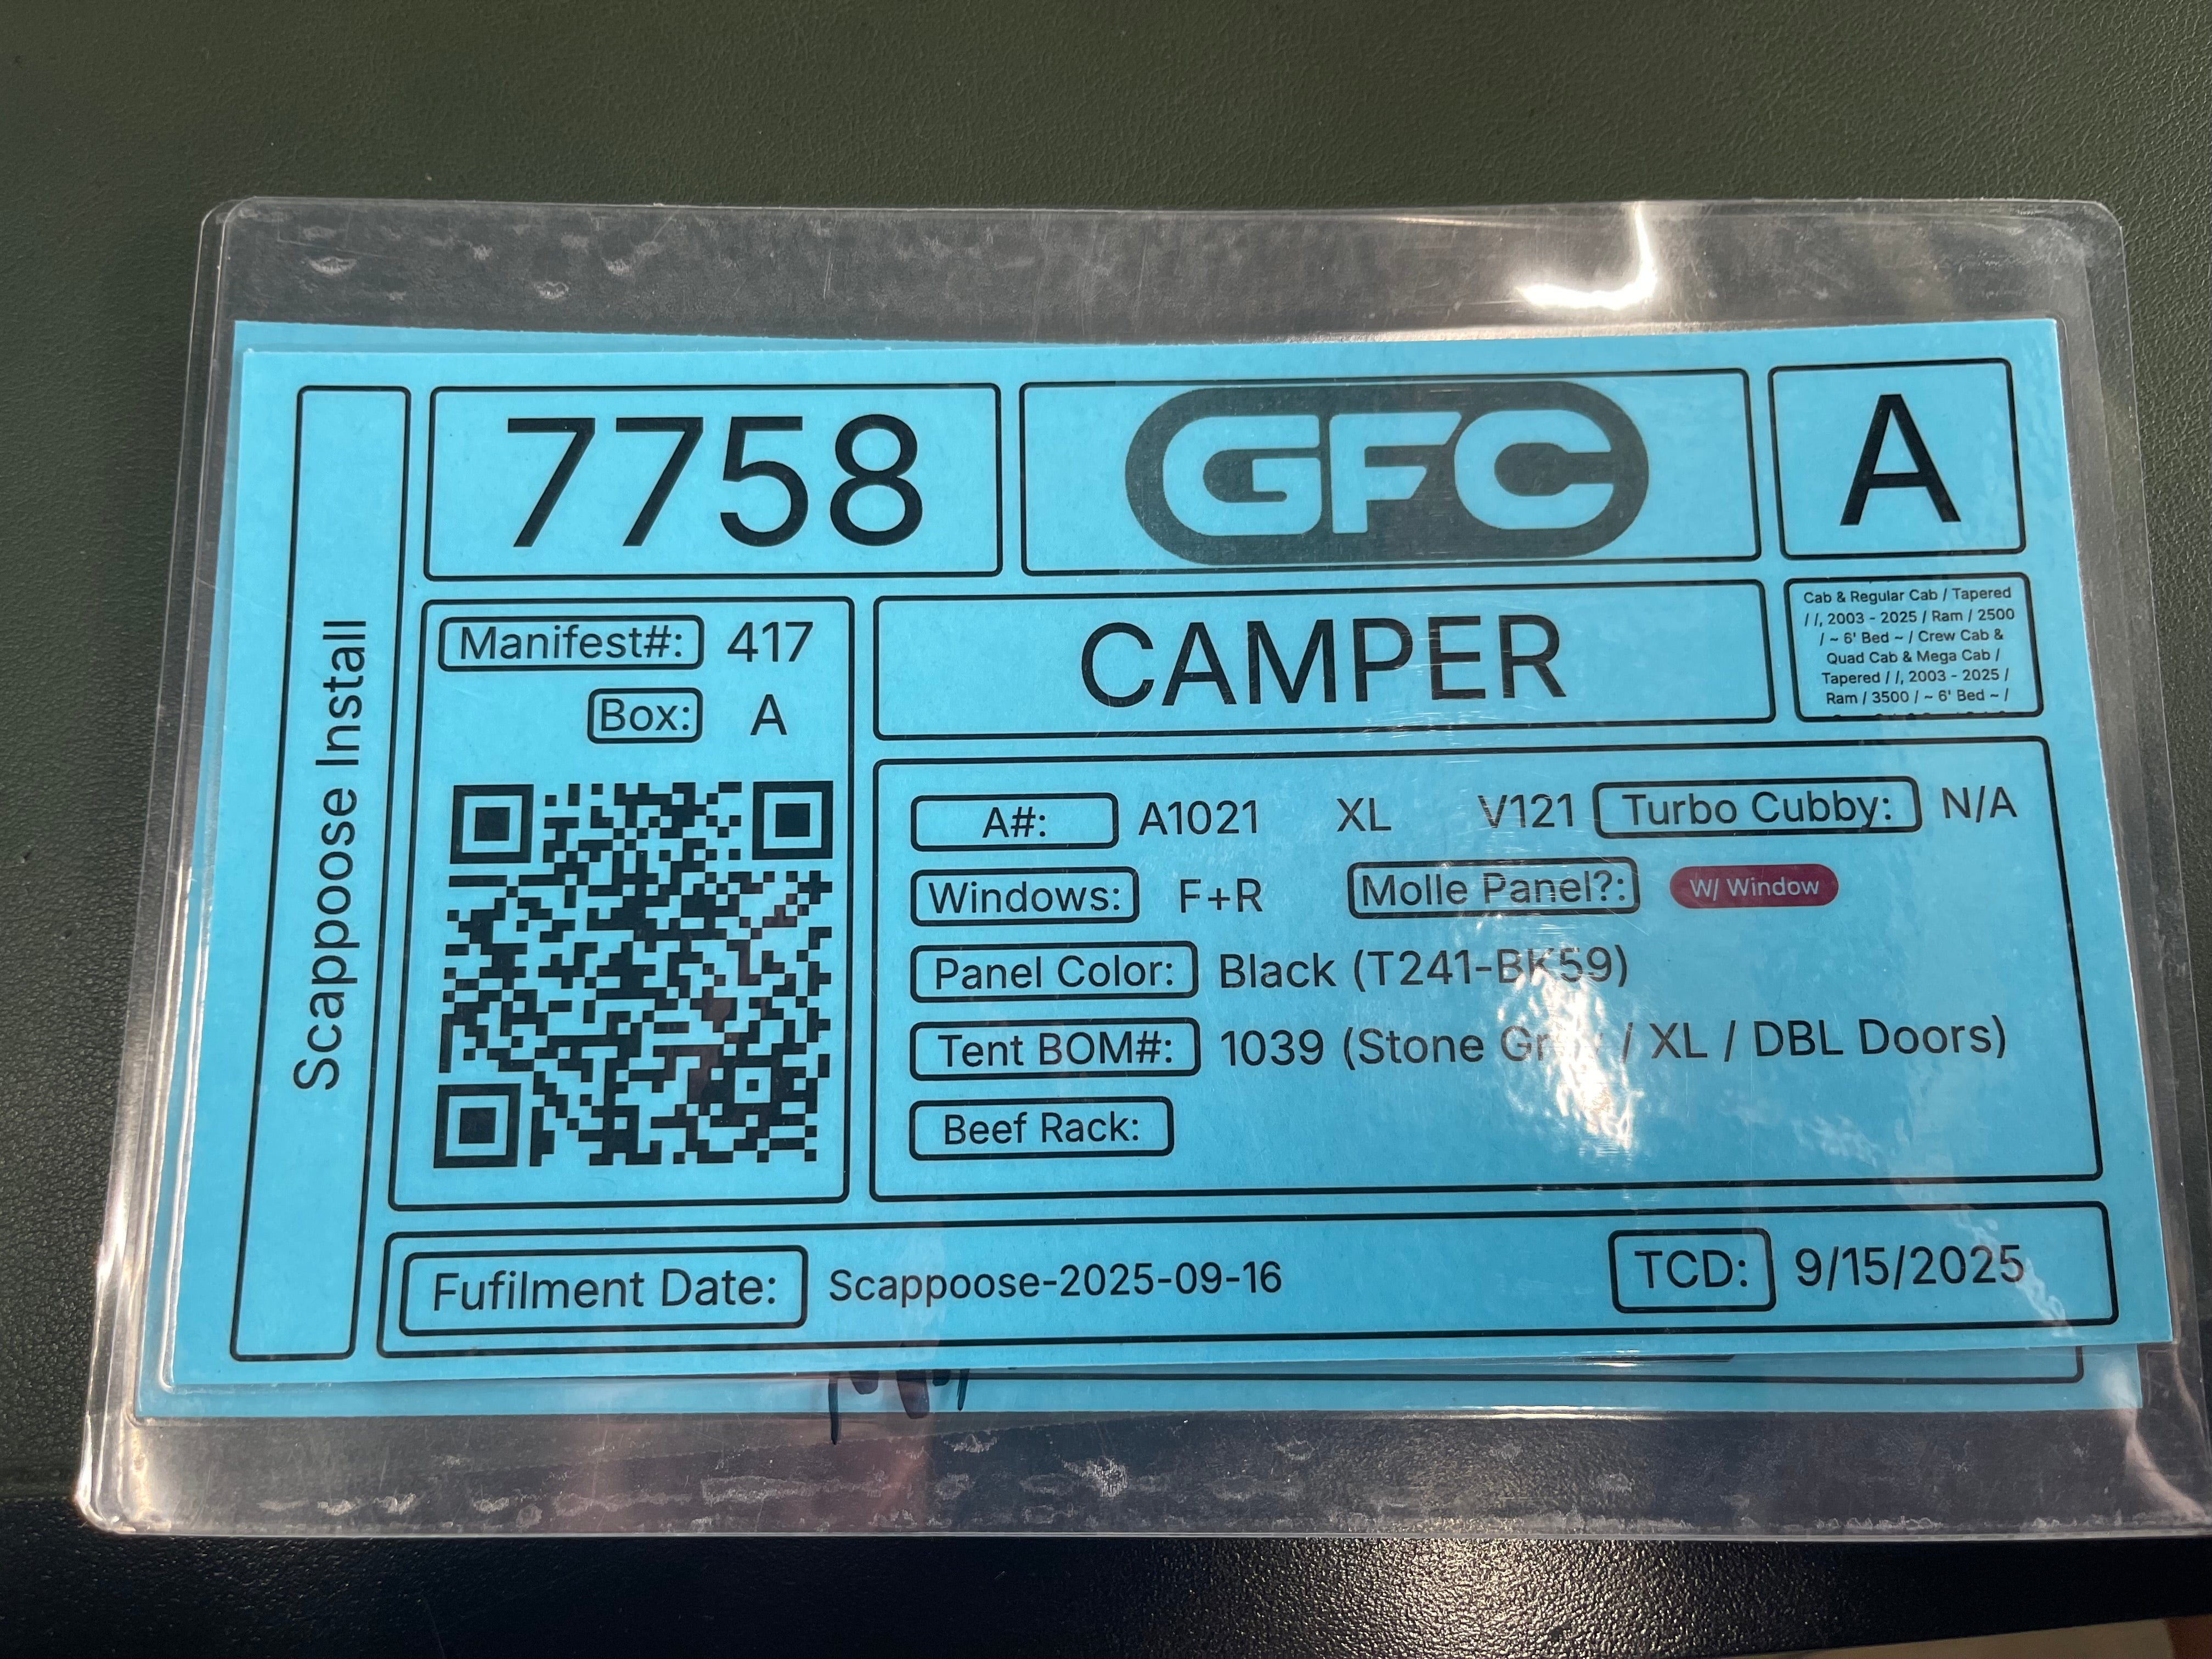 Scappoose Install
7758
GFC
A
Manifest#: 417
Box: A
CAMPER
Cab & Regular Cab / Tapered
/ /, 2003 - 2025 / Ram / 2500
/ ~ 6' Bed ~ / Crew Cab &
Quad Cab & Mega Cab /
Tapered / /, 2003 - 2025 /
Ram / 3500 / ~ 6' Bed ~ /
A#: A1021 XL V121 Turbo Cubby: N/A
Windows: F+R Molle Panel?: W/ Window
Panel Color: Black (T241-BK59)
Tent BOM#: 1039 (Stone / XL / DBL Doors)
Beef Rack:
Fufilment Date: Scappoose-2025-09-16
TCD: 9/15/2025